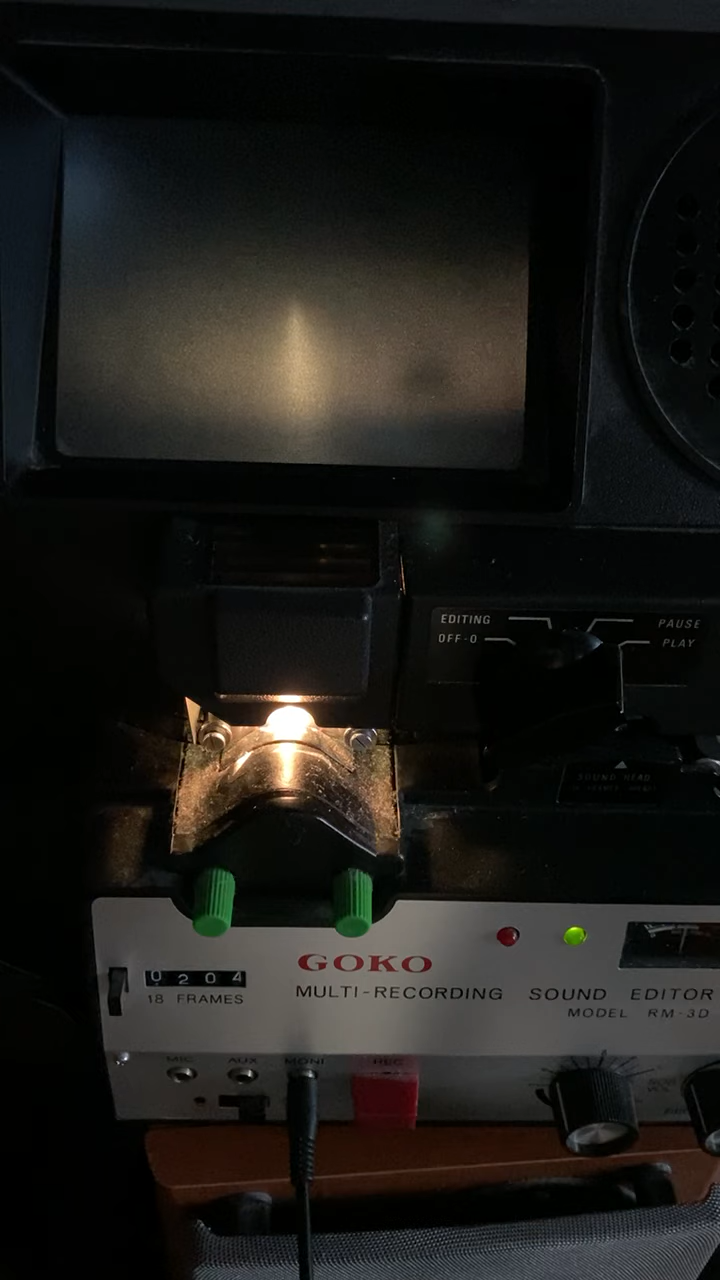 EDITING
PAUSE
OFF-O
PLAY
SOUND HEAD
GOKO
0204
18 FRAMES
MULTI-RECORDING SOUND EDITOR
MODEL RM-3D
MIC
AUX
MONI
REC
VOL